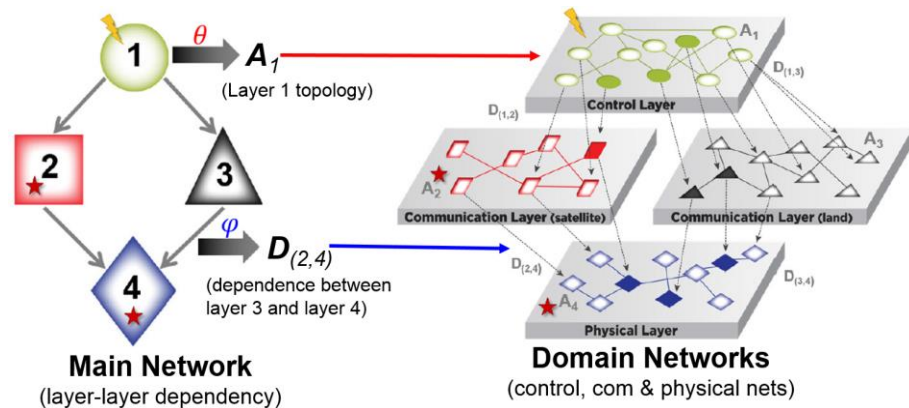 1
θ
A1
(Layer 1 topology)
2
3
φ
D(2,4)
(dependence between
layer 3 and layer 4)
4
Main Network
(layer-layer dependency)
A1
D(1,3)
Control Layer
D(1,2)
A2
Communication Layer (satellite)
A3
Communication Layer (land)
D(2,4)
D(3,4)
A4
Physical Layer
Domain Networks
(control, com & physical nets)